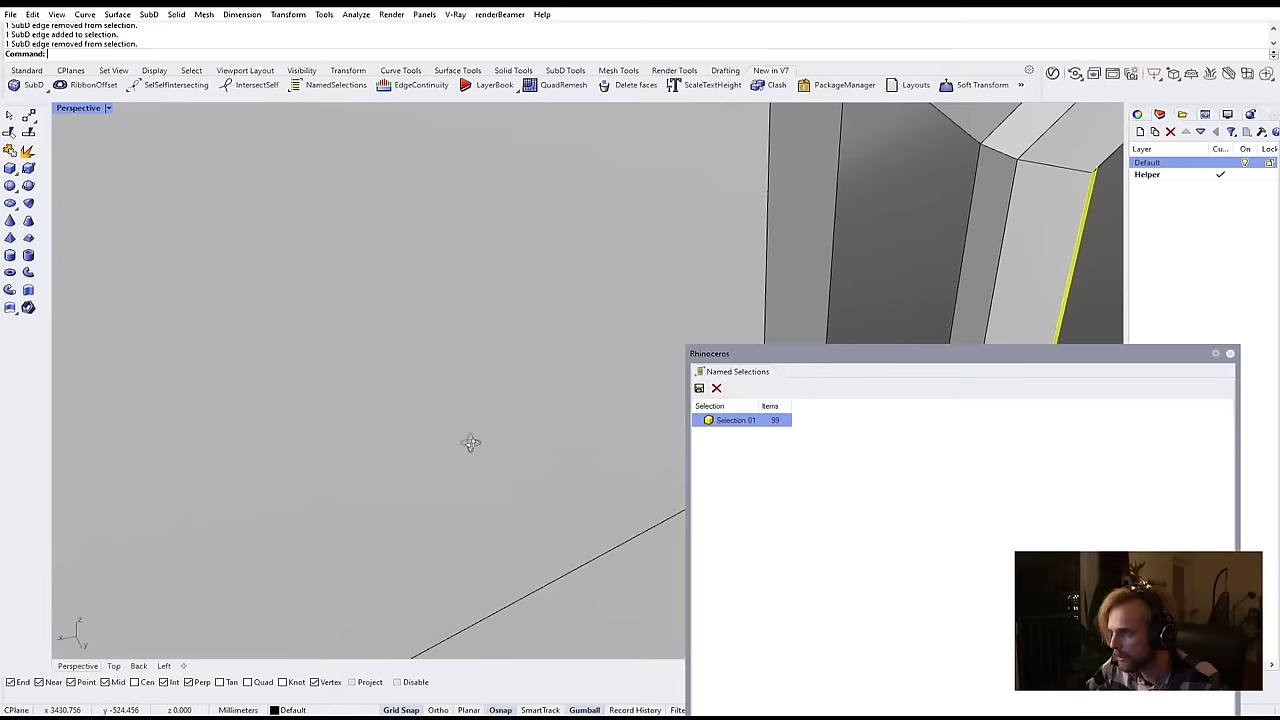 File Edit View Curve Surface SubD Solid Mesh Dimension Transform Tools Analyze Render Panels V-Ray renderBeamer Help
1 SubD edge removed from selection.
1 SubD edge added to selection.
1 SubD edge removed from selection.
Command:
Standard CPlanes Set View Display Select Viewport Layout Visibility Transform Curve Tools Surface Tools Solid Tools SubD Tools Mesh Tools Render Tools Drafting New in V7
SubD RibbonOffset SelSelfIntersecting IntersectSelf NamedSelections EdgeContinuity LayerBook QuadRemesh Delete faces ScaleTextHeight Clash PackageManager Layouts Soft Transform »
Perspective
Layer Cu... On Lock
Default
Helper
Rhinoceros
Named Selections
Selection Items
Selection 01 99
z
x
y
Perspective Top Back Left
End Near Point Mid Cen Int Perp Tan Quad Knot Vertex Project Disable
CPlane x 3430.756 y -524.456 z 0.000 Millimeters Default Grid Snap Ortho Planar Osnap SmartTrack Gumball Record History Filte